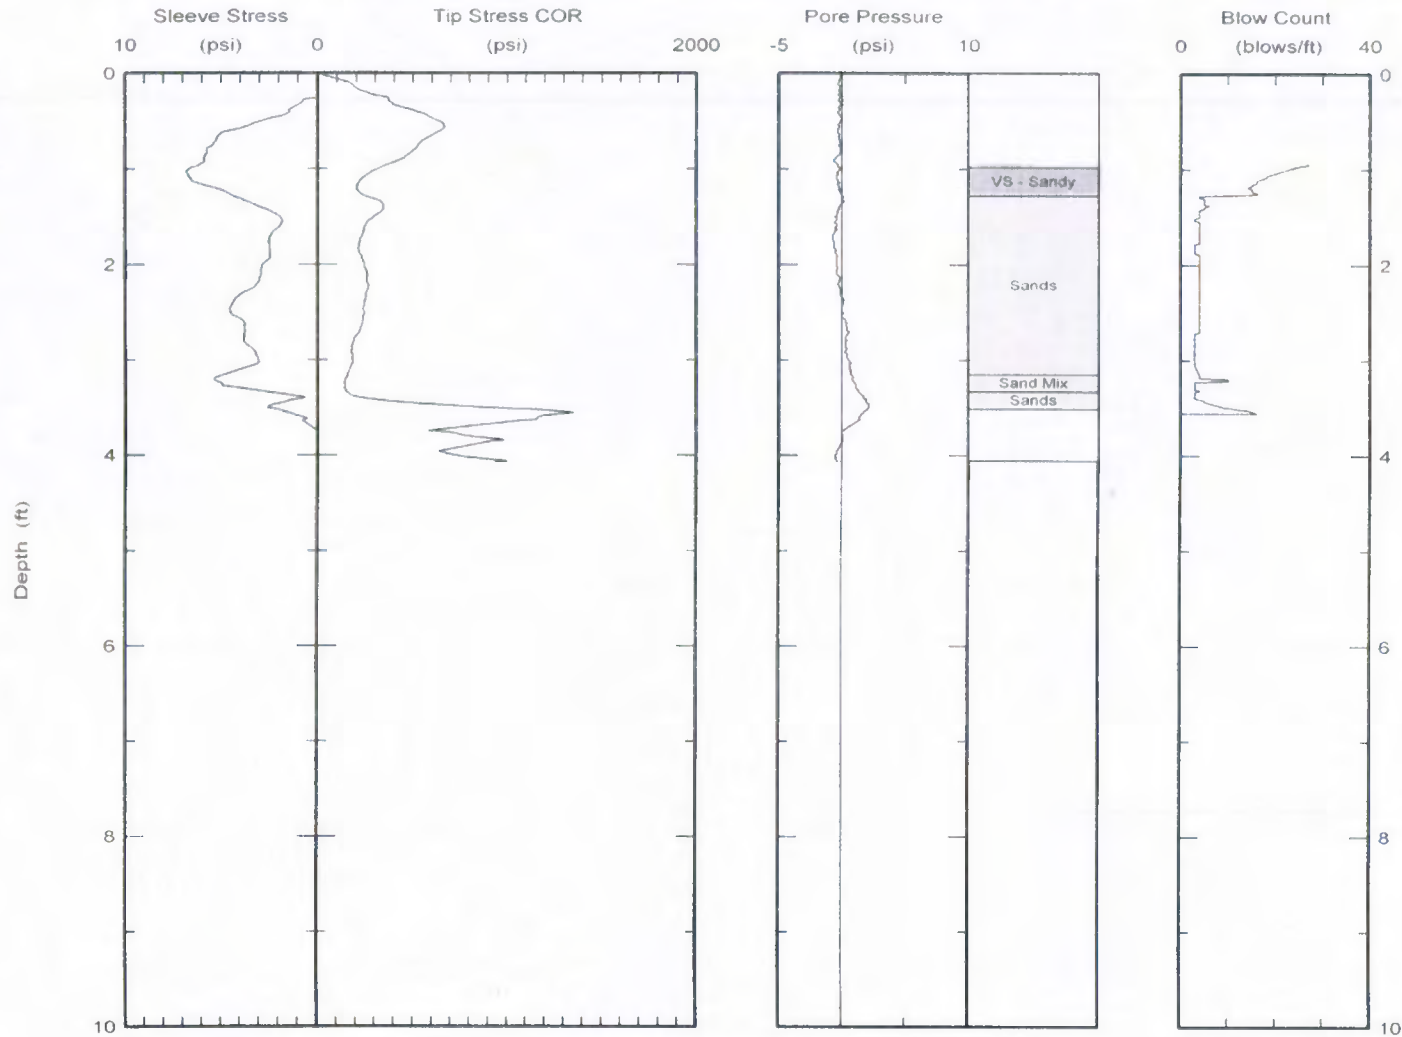 Sleeve Stress Tip Stress COR Pore Pressure Blow Count
10 (psi) 0 (psi) 2000 -5 (psi) 10 0 (blows/ft) 40
0 0
VS - Sandy
2 2
Sands
Sand Mix
Sands
4 4
Depth (ft)
6 6
8 8
10 10